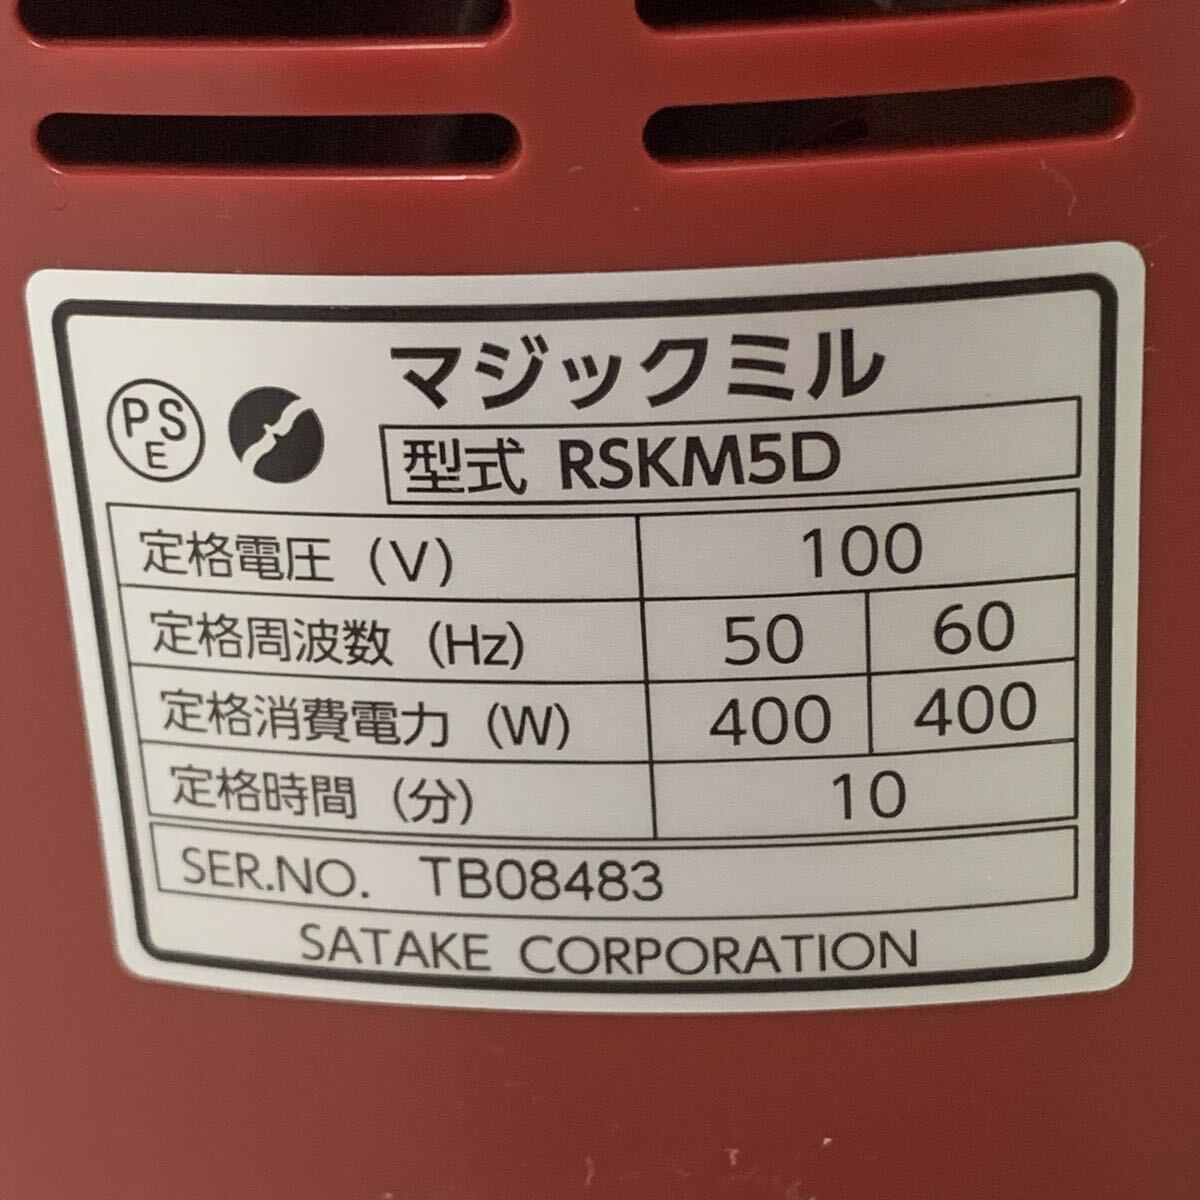 マジックミル
PS
E
型式 RSKM5D
定格電圧 (V) 100
定格周波数 (Hz) 50 60
定格消費電力 (W) 400 400
定格時間 (分) 10
SER.NO. TB08483
SATAKE CORPORATION